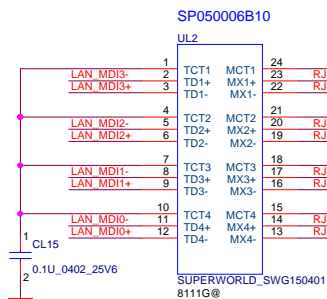 SP050006B10
UL2
1 TCT1 MCT1 24
LAN_MDI3- 2 TD1+ MX1+ 23 RJ
LAN_MDI3+ 3 TD1- MX1- 22 RJ
4 TCT2 MCT2 21
LAN_MDI2- 5 TD2+ MX2+ 20 RJ
LAN_MDI2+ 6 TD2- MX2- 19 RJ
7 TCT3 MCT3 18
LAN_MDI1- 8 TD3+ MX3+ 17 RJ
LAN_MDI1+ 9 TD3- MX3- 16 RJ
10 TCT4 MCT4 15
LAN_MDI0- 11 TD4+ MX4+ 14 RJ
LAN_MDI0+ 12 TD4- MX4- 13 RJ
1
CL15
0.1U_0402_25V6
2
SUPERWORLD_SWG150401
8111G@